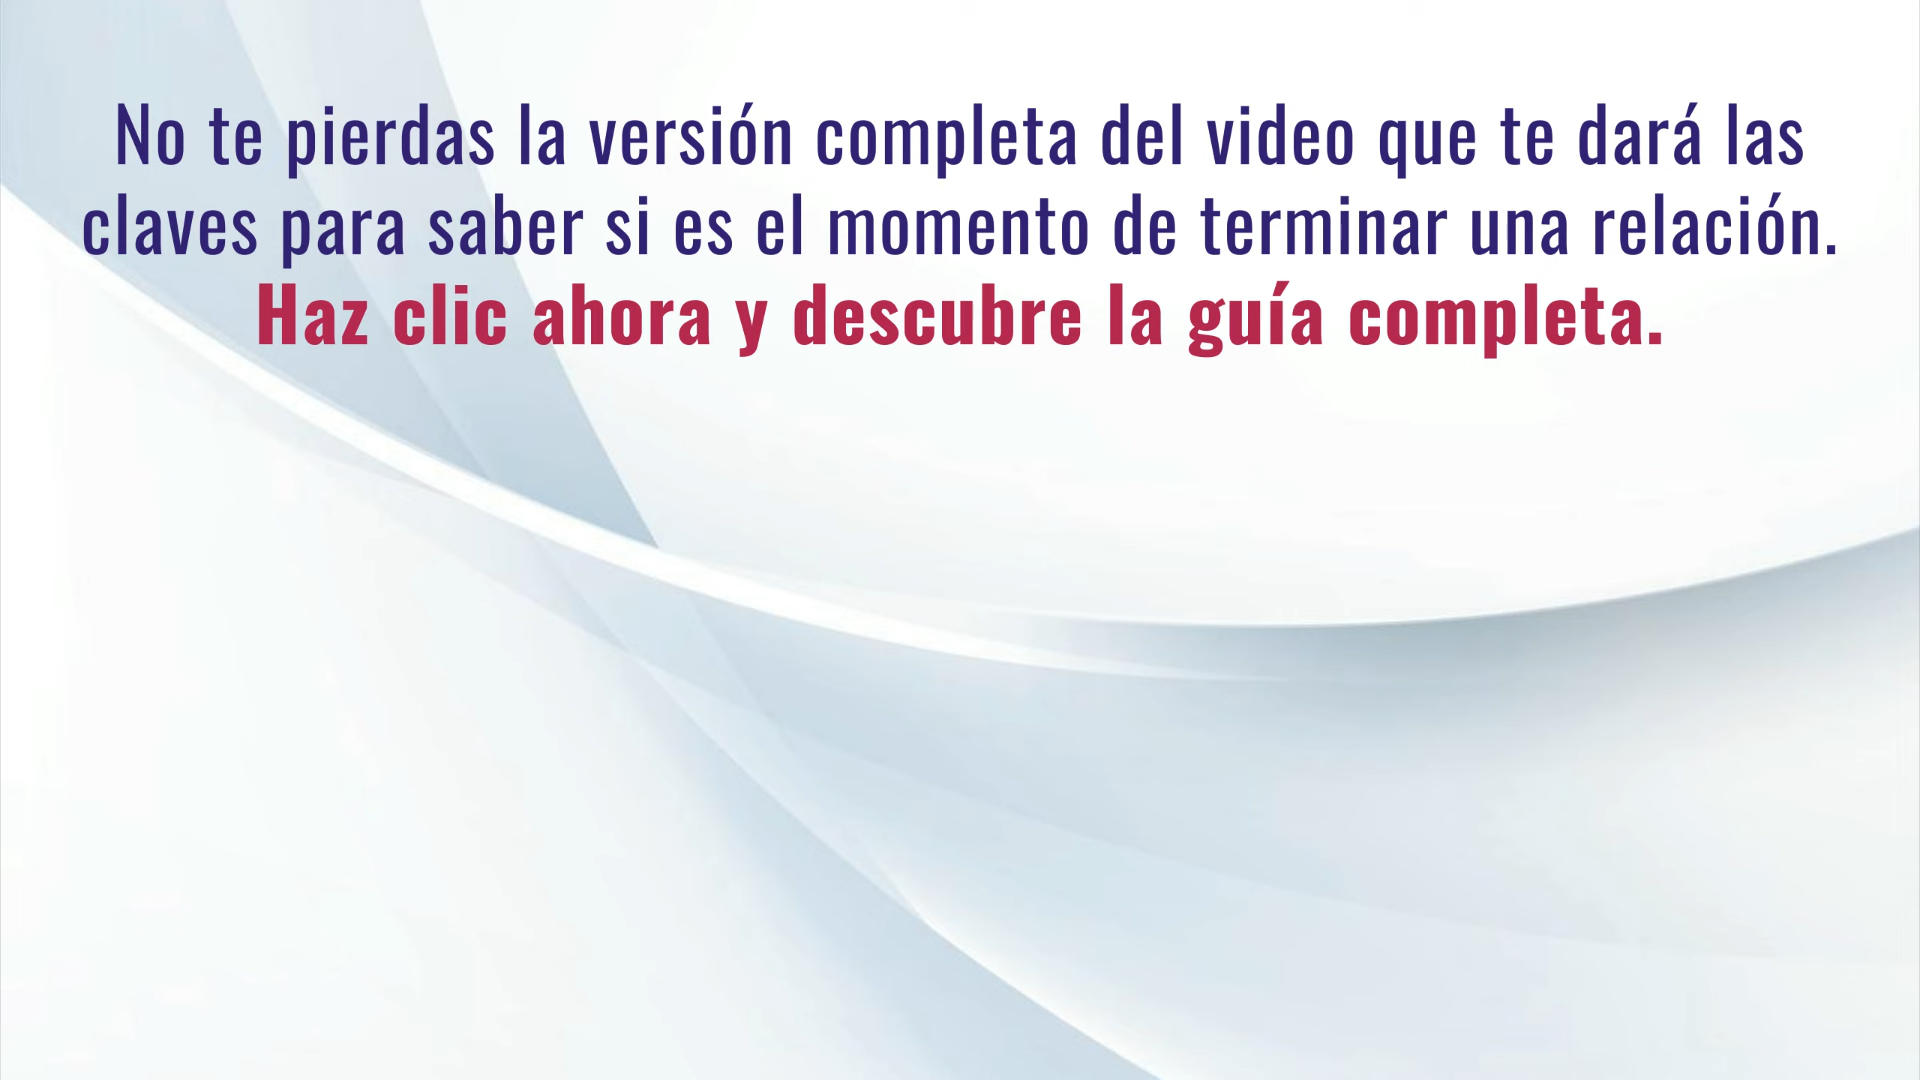 No te pierdas la versión completa del video que te dará las
claves para saber si es el momento de terminar una relación.
Haz clic ahora y descubre la guía completa.